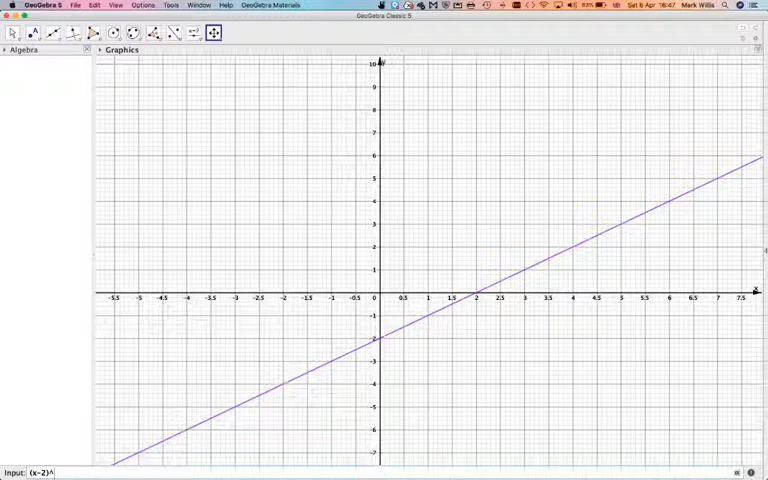 GeoGebra 5 File Edit View Options Tools Window Help GeoGebra Materials 83% Sat 6 Apr 16:47 Mark Willis
GeoGebra Classic 5
Algebra Graphics
y
10
9
8
7
6
5
4
3
2
1
x
-5.5 -5 -4.5 -4 -3.5 -3 -2.5 -2 -1.5 -1 -0.5 0 0.5 1 1.5 2 2.5 3 3.5 4 4.5 5 5.5 6 6.5 7 7.5
-1
-2
-3
-4
-5
-6
-7
Input: (x-2)^